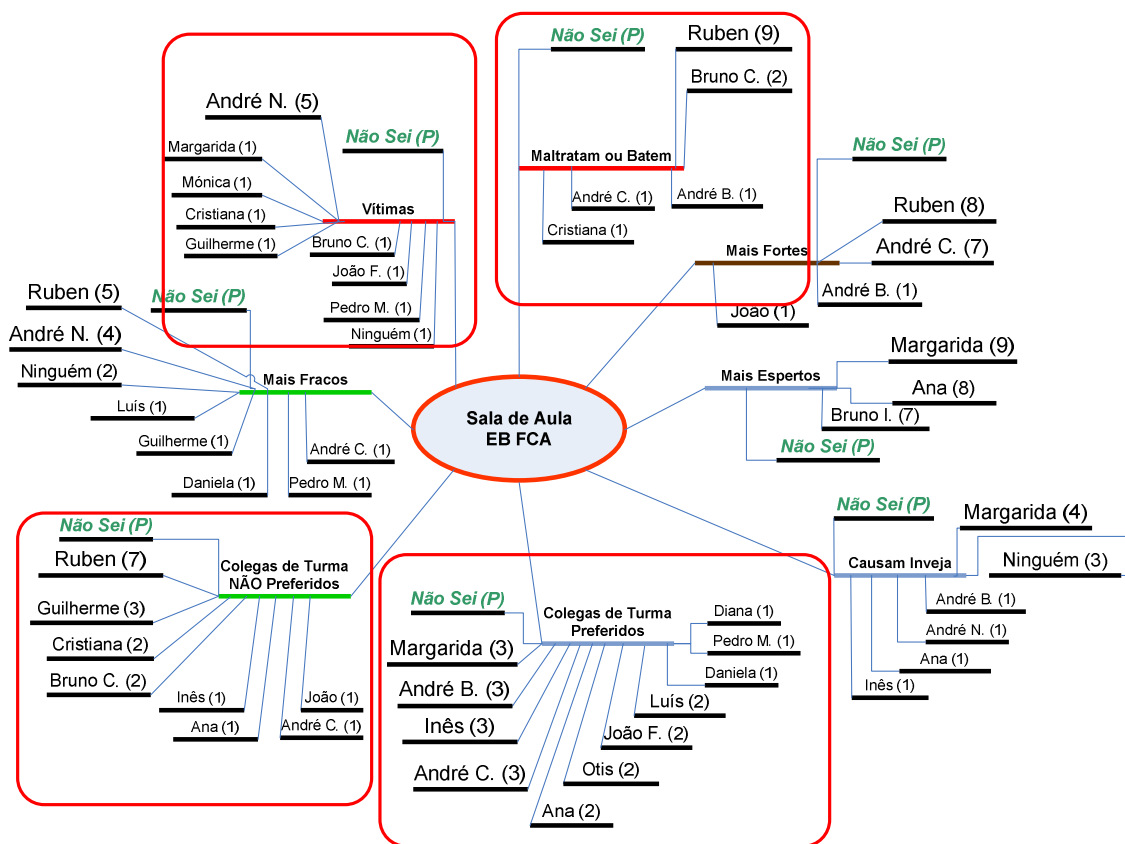 Sala de Aula
EB FCA
Vítimas
André N. (5)
Não Sei (P)
Margarida (1)
Mónica (1)
Cristiana (1)
Guilherme (1)
Bruno C. (1)
João F. (1)
Pedro M. (1)
Ninguém (1)
Maltratam ou Batem
Não Sei (P)
Ruben (9)
Bruno C. (2)
André C. (1)
André B. (1)
Cristiana (1)
Mais Fortes
Não Sei (P)
Ruben (8)
André C. (7)
André B. (1)
João (1)
Mais Espertos
Margarida (9)
Ana (8)
Bruno I. (7)
Não Sei (P)
Causam Inveja
Não Sei (P)
Margarida (4)
Ninguém (3)
André B. (1)
André N. (1)
Ana (1)
Inês (1)
Colegas de Turma
Preferidos
Não Sei (P)
Diana (1)
Pedro M. (1)
Daniela (1)
Margarida (3)
André B. (3)
Inês (3)
André C. (3)
Luís (2)
João F. (2)
Otis (2)
Ana (2)
Colegas de Turma
NÃO Preferidos
Não Sei (P)
Ruben (7)
Guilherme (3)
Cristiana (2)
Bruno C. (2)
Inês (1)
Ana (1)
João (1)
André C. (1)
Mais Fracos
Não Sei (P)
Ruben (5)
André N. (4)
Ninguém (2)
Luís (1)
Guilherme (1)
Daniela (1)
André C. (1)
Pedro M. (1)